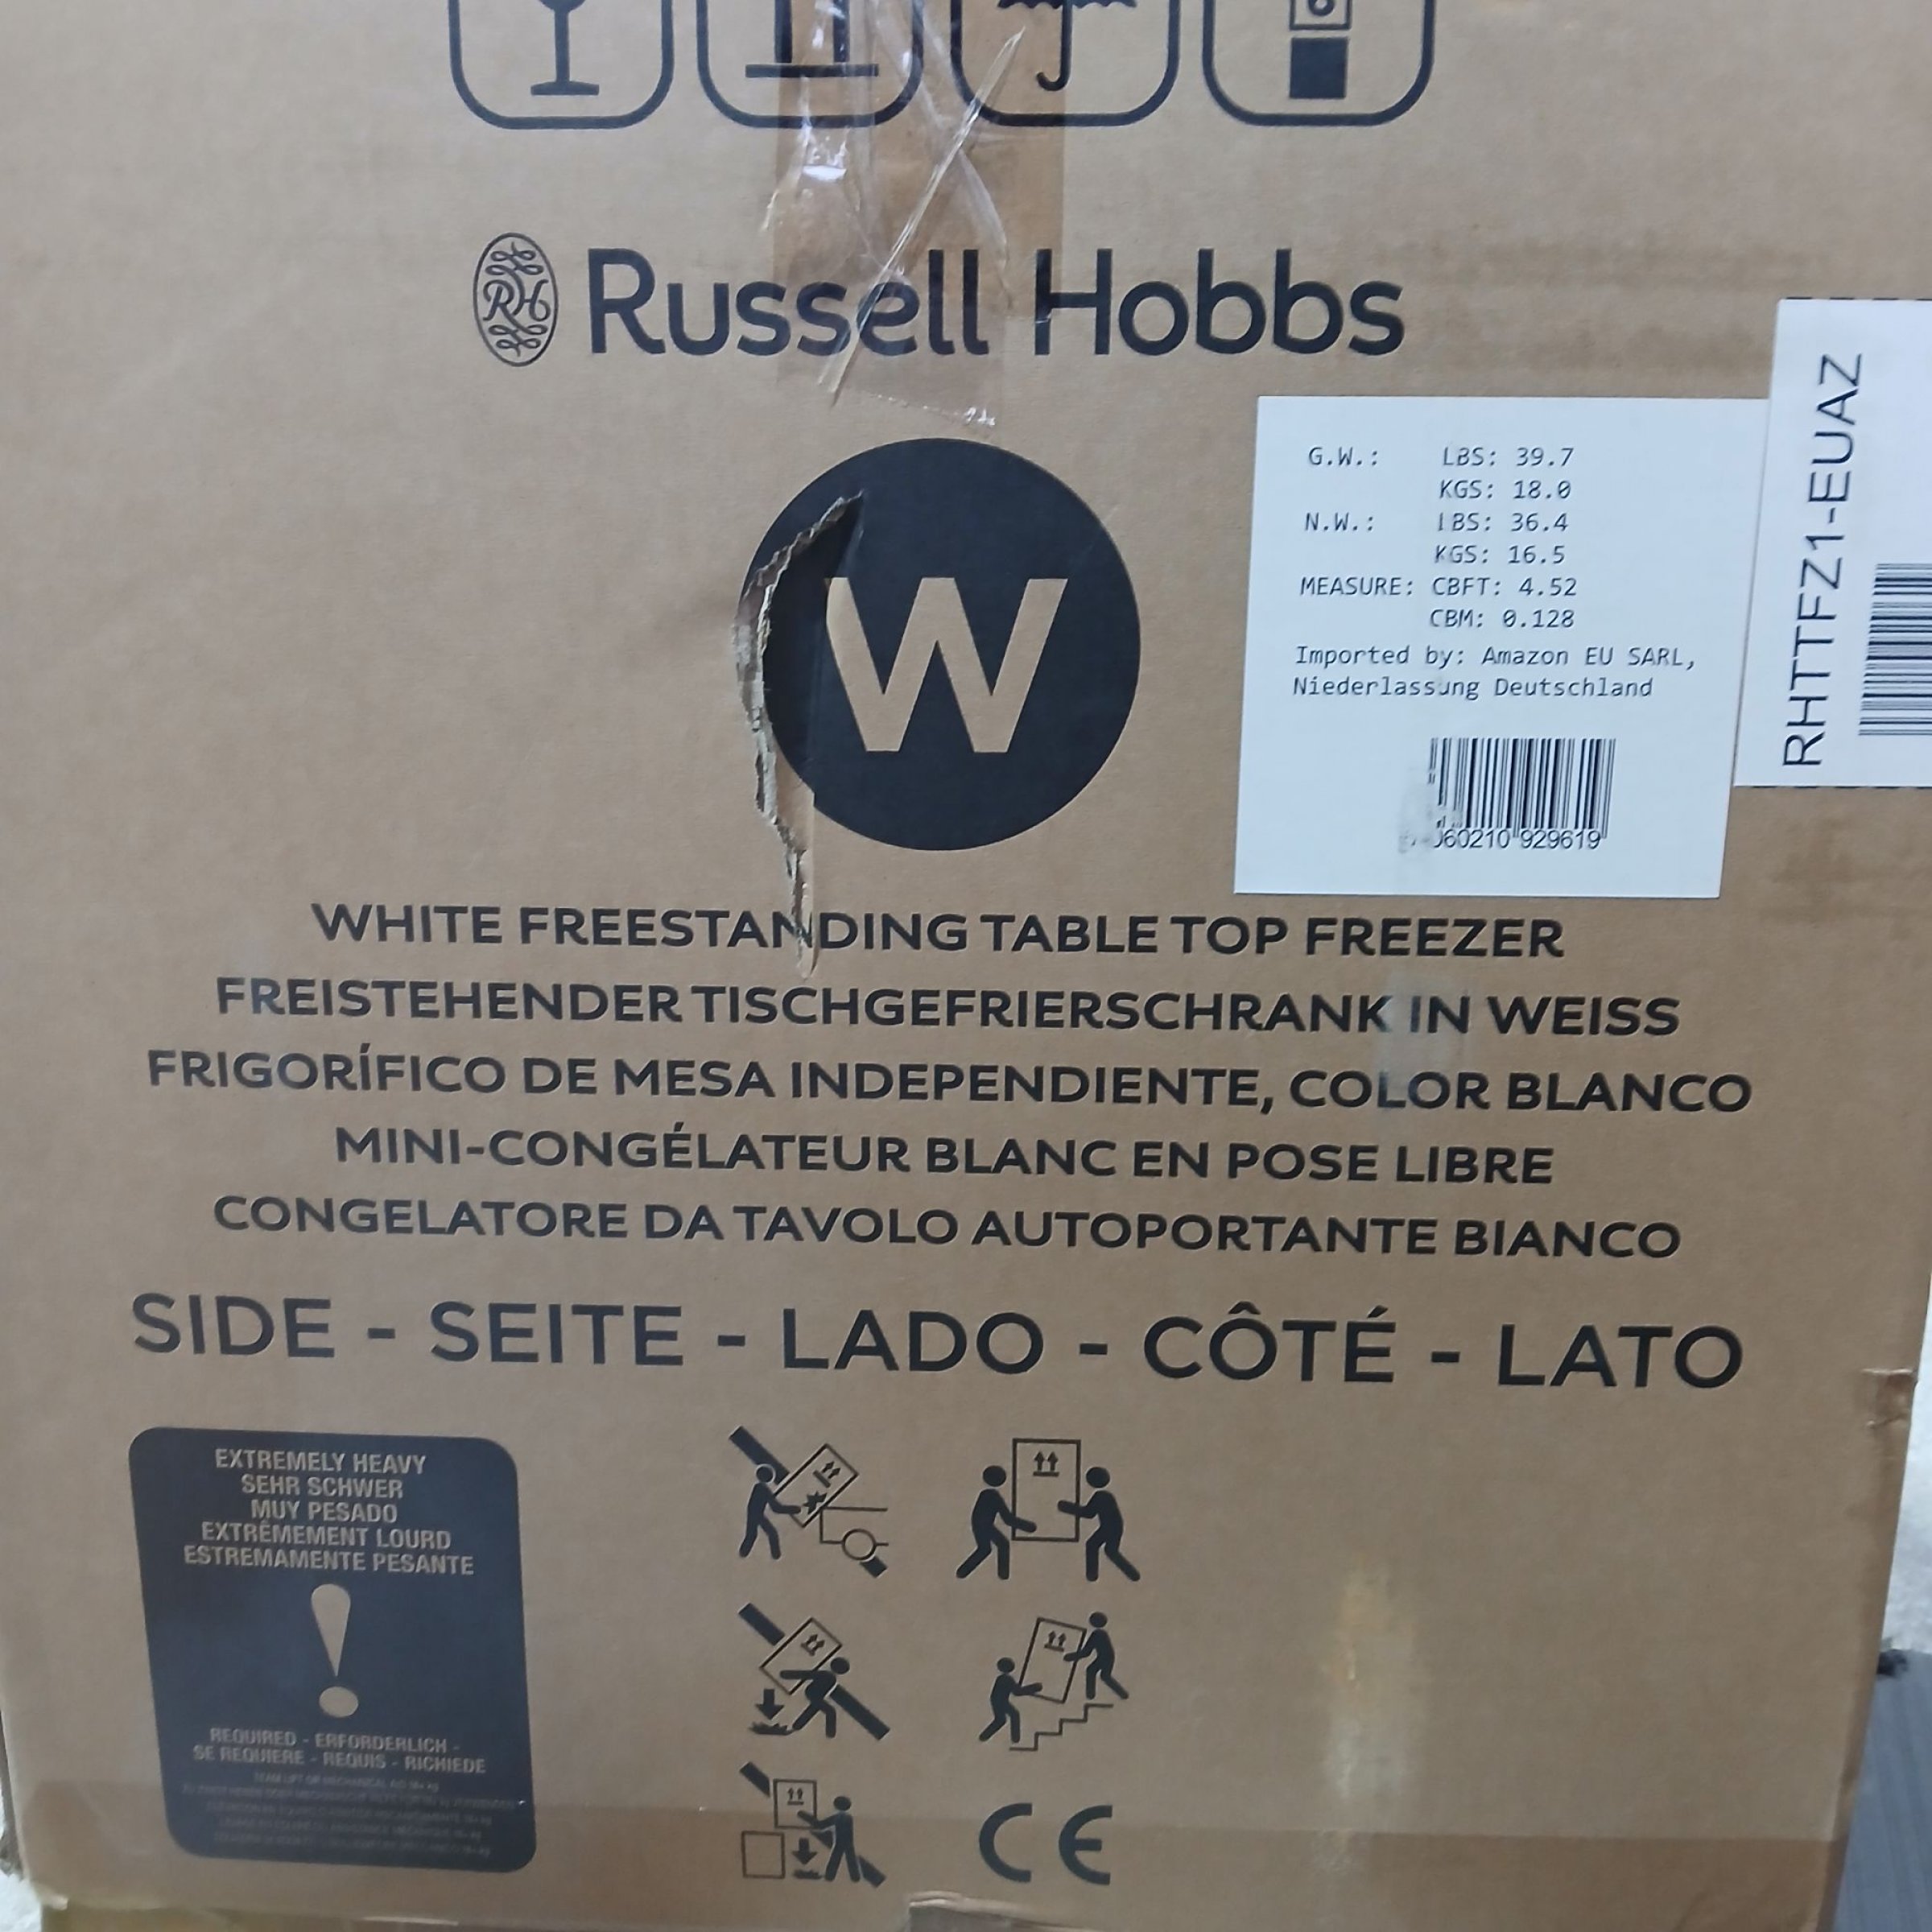 RH Russell Hobbs
W
G.W.: LBS: 39.7
KGS: 18.0
N.W.: LBS: 36.4
KGS: 16.5
MEASURE: CBFT: 4.52
CBM: 0.128
Imported by: Amazon EU SARL,
Niederlassung Deutschland
060210 929619
RHTTFZ1-EUAZ
WHITE FREESTANDING TABLE TOP FREEZER
FREISTEHENDER TISCHGEFRIERSCHRANK IN WEISS
FRIGORÍFICO DE MESA INDEPENDIENTE, COLOR BLANCO
MINI-CONGÉLATEUR BLANC EN POSE LIBRE
CONGELATORE DA TAVOLO AUTOPORTANTE BIANCO
SIDE - SEITE - LADO - CÔTÉ - LATO
EXTREMELY HEAVY
SEHR SCHWER
MUY PESADO
EXTRÊMEMENT LOURD
ESTREMAMENTE PESANTE
!
REQUIRED - ERFORDERLICH -
SE REQUIERE - REQUIS - RICHIEDE
CE